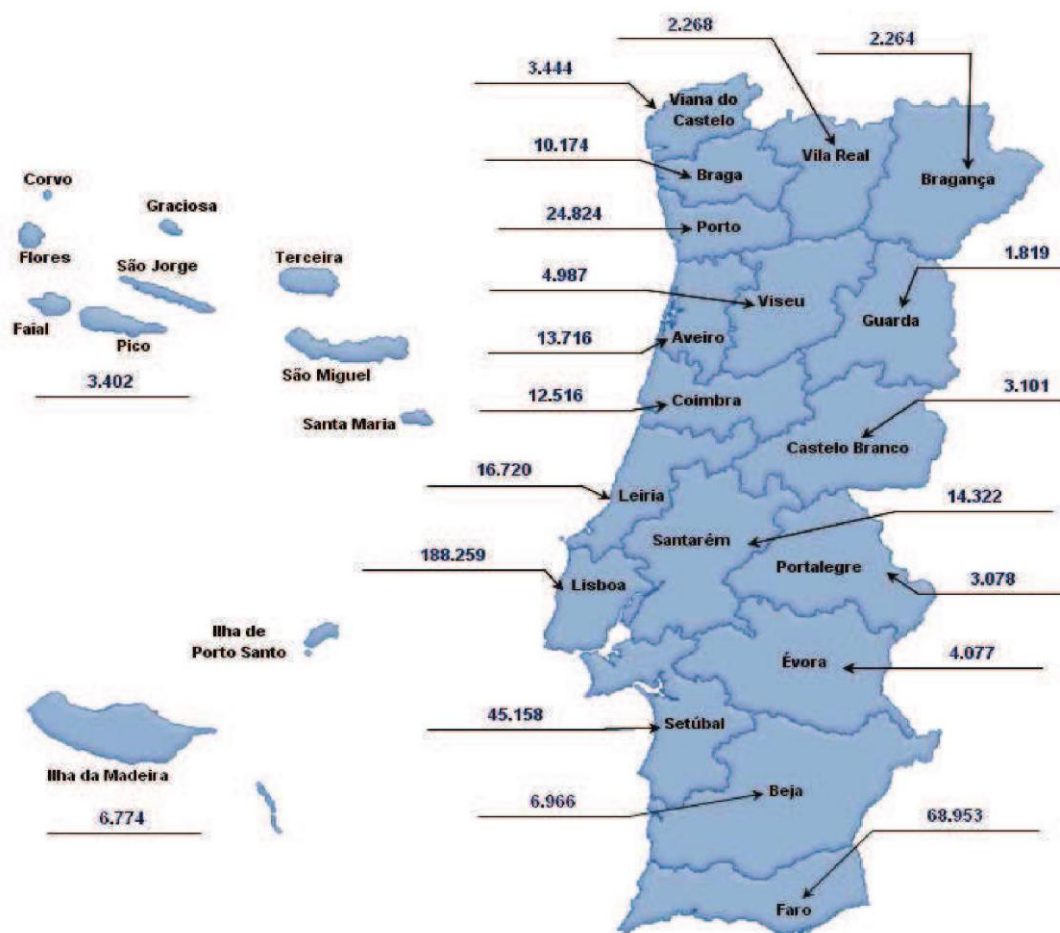 2.268
2.264
3.444
Viana do
Castelo
10.174
Braga
Vila Real
Bragança
Corvo
Graciosa
24.824
Porto
Flores
São Jorge
Terceira
4.987
Viseu
1.819
Guarda
Faial
Pico
13.716
Aveiro
São Miguel
3.402
12.516
Coimbra
3.101
Santa Maria
Castelo Branco
16.720
Leiria
14.322
Santarém
188.259
Lisboa
Portalegre
3.078
Ilha de
Porto Santo
Évora
4.077
45.158
Setúbal
Ilha da Madeira
6.774
6.966
Beja
68.953
Faro